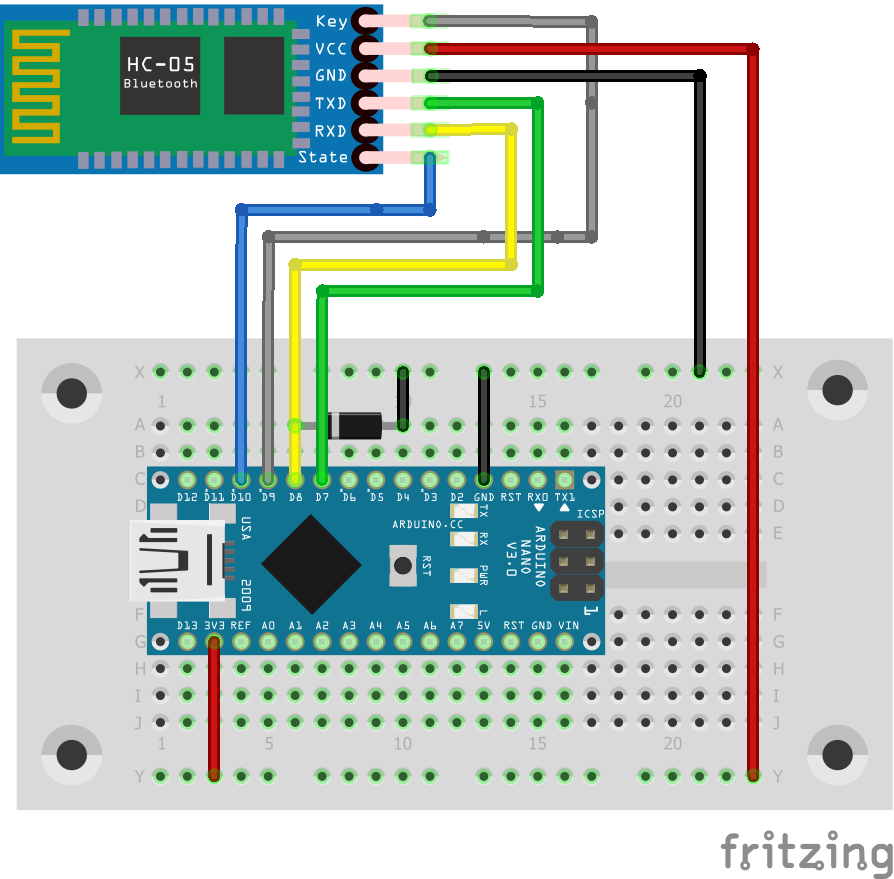 Key
VCC
HC-05
Bluetooth
GND
TXD
RXD
State
X X
1 15 20
A A
B B
C C
D12 D11 D10 D9 D8 D7 D6 D5 D4 D3 D2 GND RST RX0 TX1
D D
TX
ICSP
USA
ARDUINO.CC
E E
RX
RST
ARDUINO
NANO
V3.0
PWR
2009
L
1
F F
D13 3V3 REF A0 A1 A2 A3 A4 A5 A6 A7 5V RST GND VIN
G G
H H
I I
J J
1 5 10 15 20
Y Y
fritzing